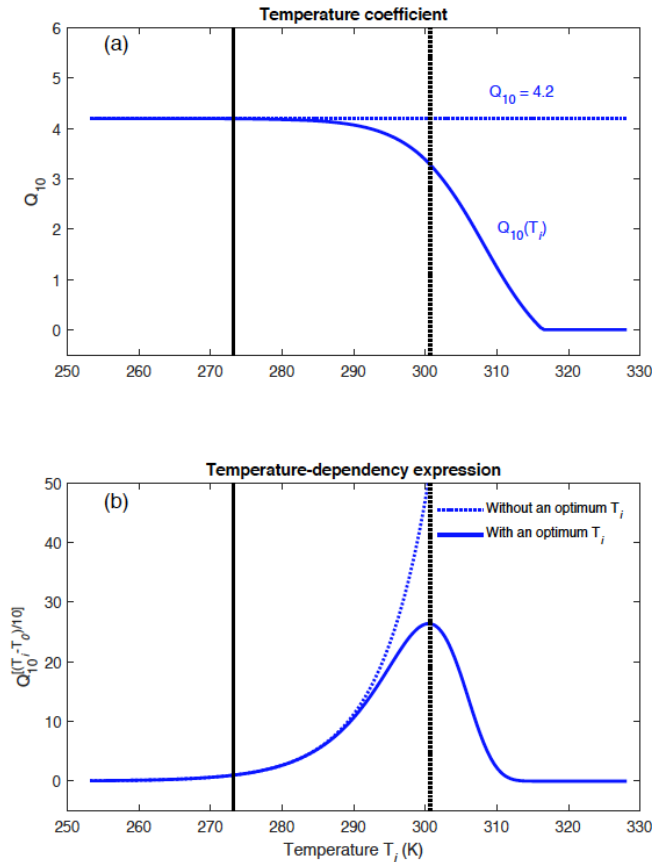 Temperature coefficient
(a)
6
5
4
3
2
1
0
Q10
Q10 = 4.2
Q10(Ti)
250 260 270 280 290 300 310 320 330
Temperature-dependency expression
(b)
50
40
30
20
10
0
Q10[(Ti-T0)/10]
Without an optimum Ti
With an optimum Ti
250 260 270 280 290 300 310 320 330
Temperature Ti (K)